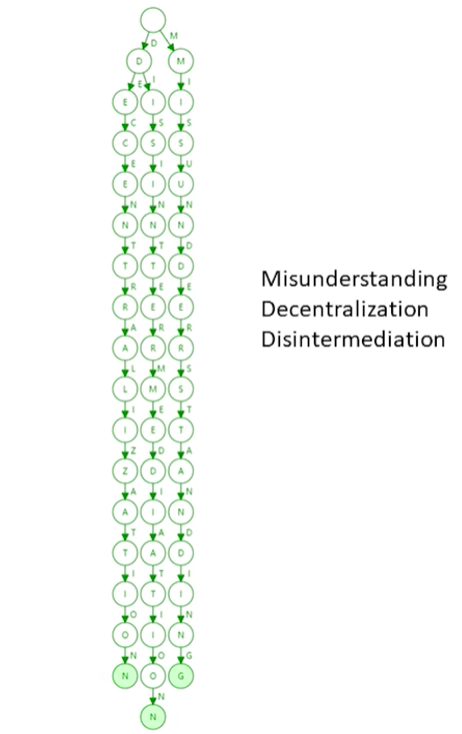 D M
D M
E I I
E I I
C S S
C S S
E I U
E I U
N N N
N N N
T T D
T T D
R E E
R E E
A R R
A R R
L M S
L M S
I E T
I E T
Z D A
Z D A
A I N
A I N
T A D
T A D
I T I
I T I
O I N
O I N
N O G
N O G
N
N
Misunderstanding
Decentralization
Disintermediation